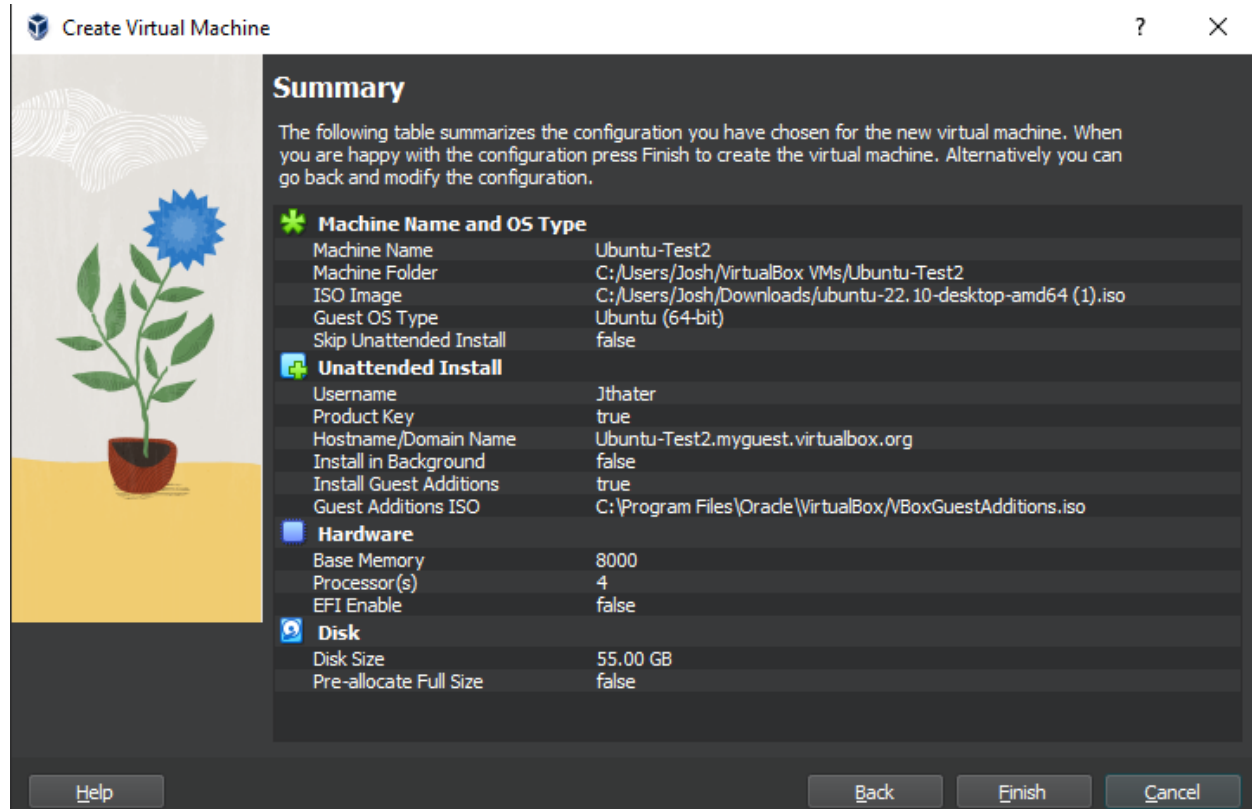 Create Virtual Machine
?
Summary
The following table summarizes the configuration you have chosen for the new virtual machine. When
you are happy with the configuration press Finish to create the virtual machine. Alternatively you can
go back and modify the configuration.
Machine Name and OS Type
Machine Name Ubuntu-Test2
Machine Folder C:/Users/Josh/VirtualBox VMs/Ubuntu-Test2
ISO Image C:/Users/Josh/Downloads/ubuntu-22.10-desktop-amd64 (1).iso
Guest OS Type Ubuntu (64-bit)
Skip Unattended Install false
Unattended Install
Username Jthater
Product Key true
Hostname/Domain Name Ubuntu-Test2.myguest.virtualbox.org
Install in Background false
Install Guest Additions true
Guest Additions ISO C:\Program Files\Oracle\VirtualBox/VBoxGuestAdditions.iso
Hardware
Base Memory 8000
Processor(s) 4
EFI Enable false
Disk
Disk Size 55.00 GB
Pre-allocate Full Size false
Help Back Finish Cancel